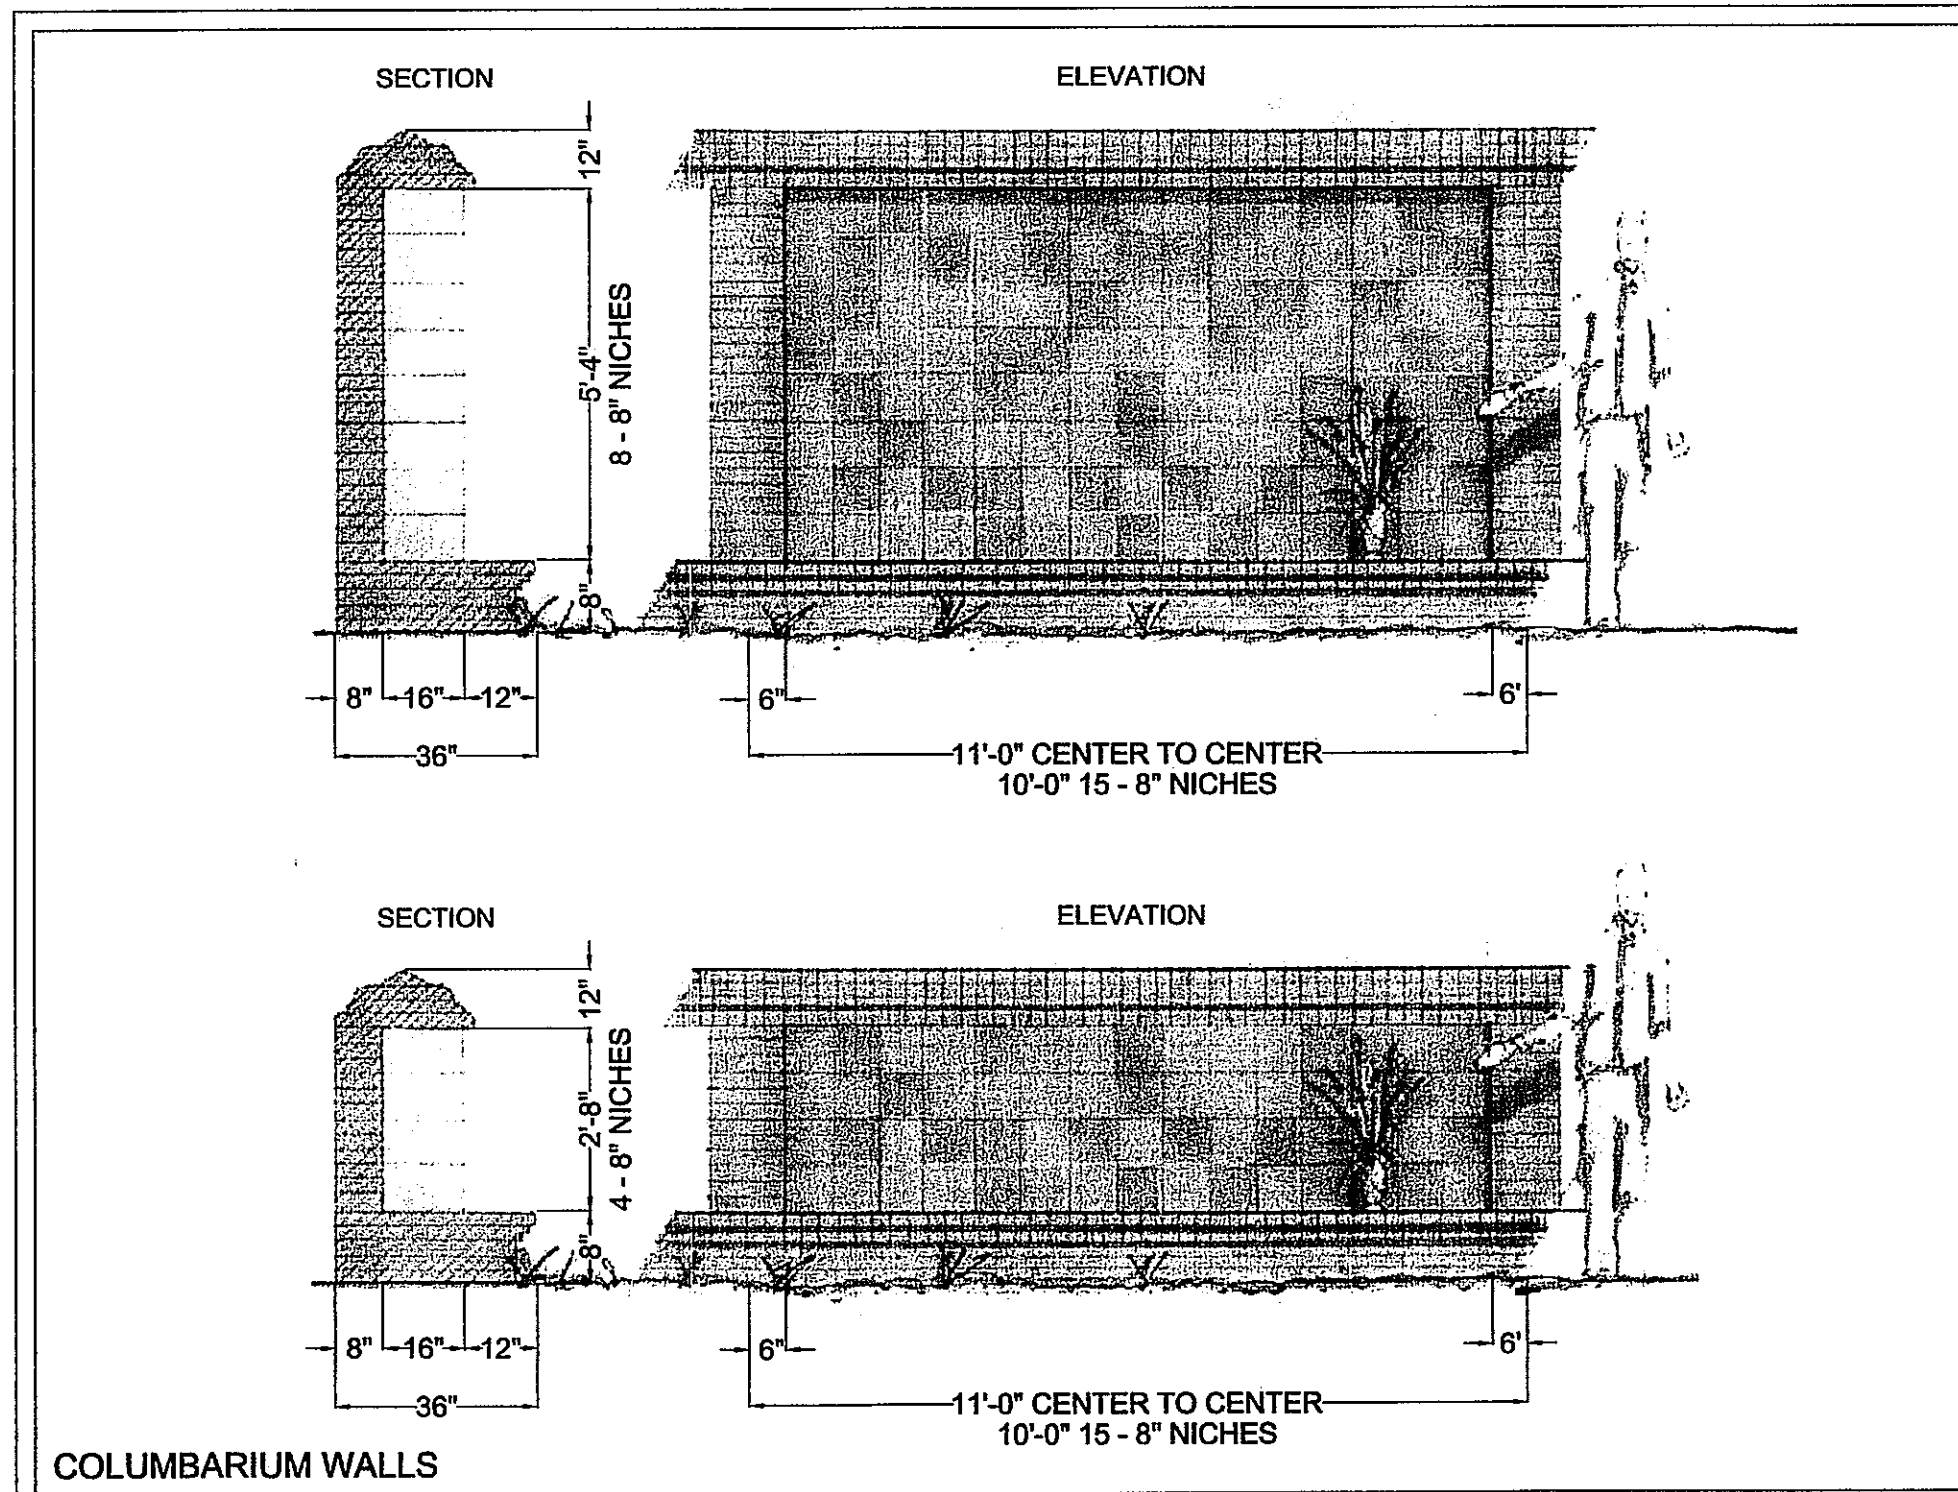 SECTION
ELEVATION
12"
5'-4"
8 - 8" NICHES
8"
8"
16"
12"
36"
6"
6'
11'-0" CENTER TO CENTER
10'-0" 15 - 8" NICHES
SECTION
ELEVATION
12"
2'-8"
4 - 8" NICHES
8"
8"
16"
12"
36"
6"
6'
11'-0" CENTER TO CENTER
10'-0" 15 - 8" NICHES
COLUMBARIUM WALLS